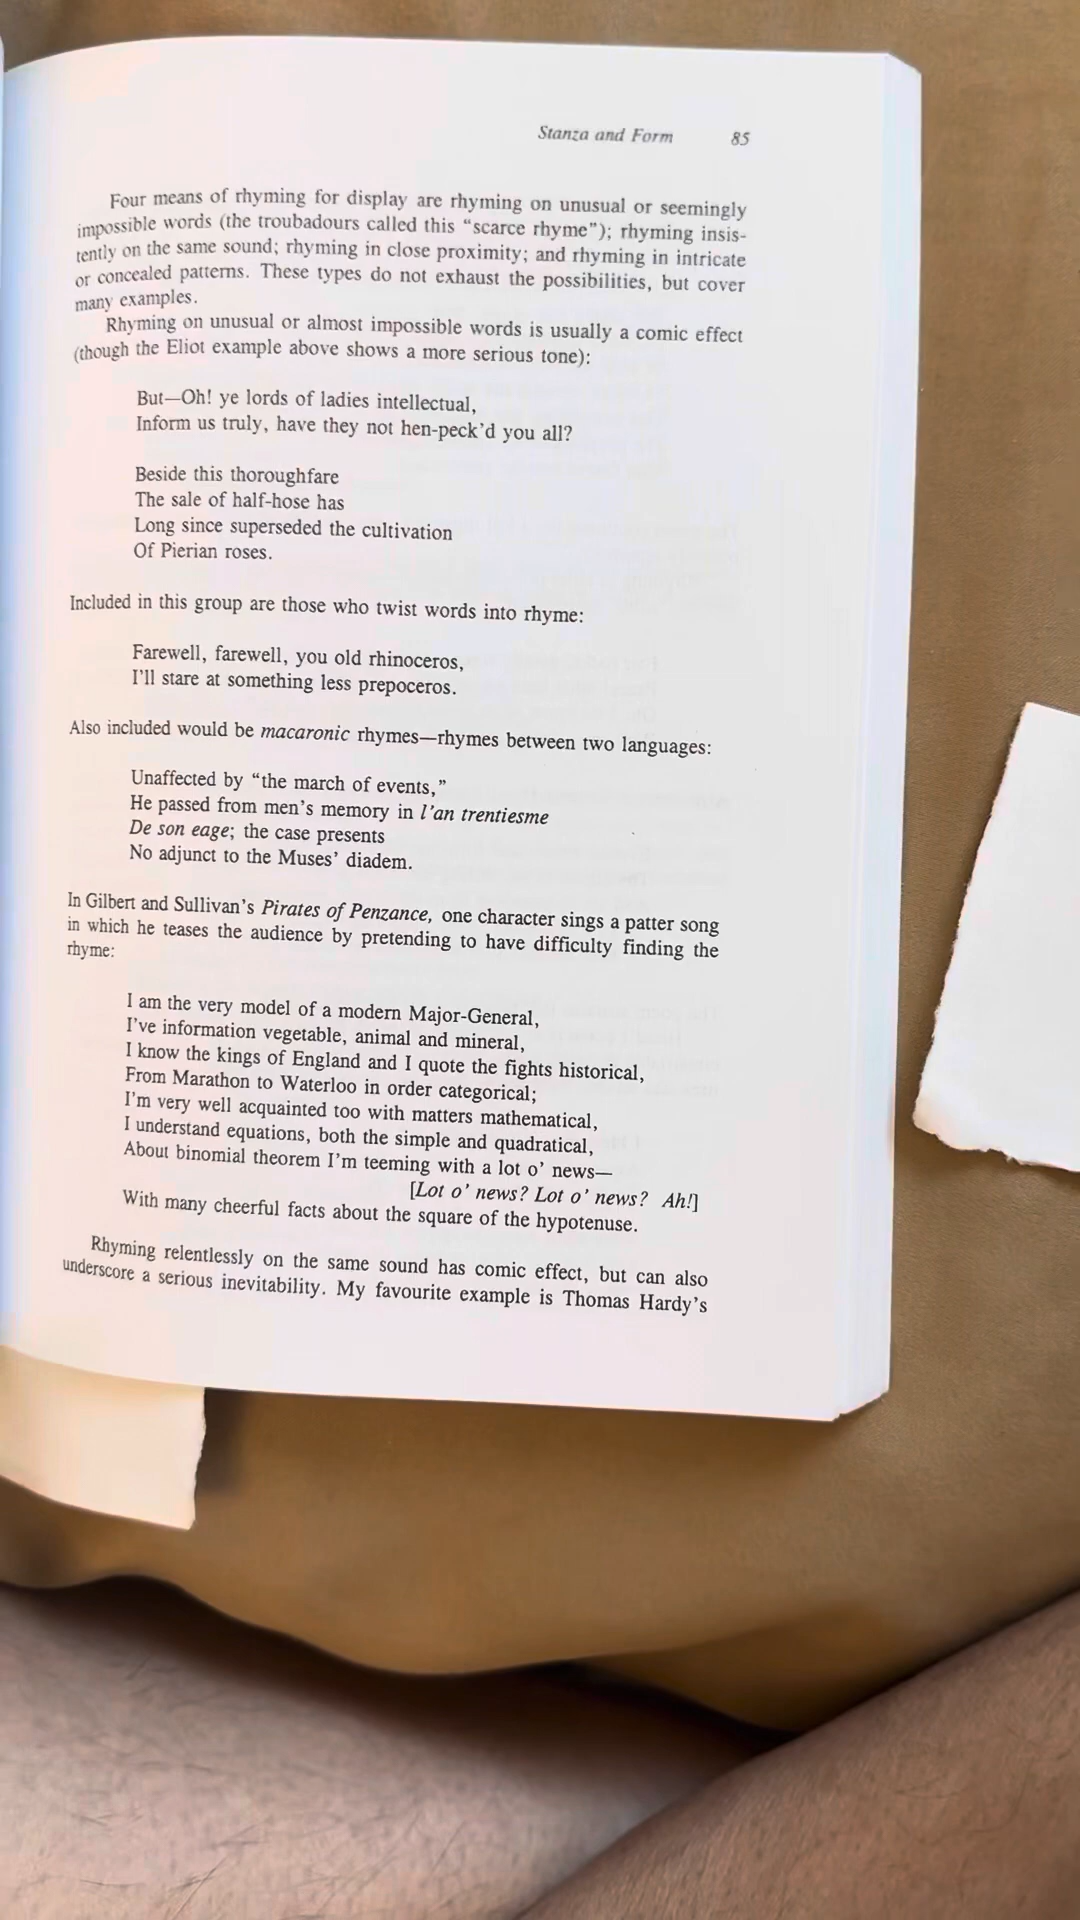 Stanza and Form 85
Four means of rhyming for display are rhyming on unusual or seemingly
impossible words (the troubadours called this “scarce rhyme”); rhyming insis-
tently on the same sound; rhyming in close proximity; and rhyming in intricate
or concealed patterns. These types do not exhaust the possibilities, but cover
many examples.
Rhyming on unusual or almost impossible words is usually a comic effect
(though the Eliot example above shows a more serious tone):
But—Oh! ye lords of ladies intellectual,
Inform us truly, have they not hen-peck’d you all?
Beside this thoroughfare
The sale of half-hose has
Long since superseded the cultivation
Of Pierian roses.
Included in this group are those who twist words into rhyme:
Farewell, farewell, you old rhinoceros,
I’ll stare at something less prepoceros.
Also included would be macaronic rhymes—rhymes between two languages:
Unaffected by “the march of events,”
He passed from men’s memory in l’an trentiesme
De son eage; the case presents
No adjunct to the Muses’ diadem.
In Gilbert and Sullivan’s Pirates of Penzance, one character sings a patter song
in which he teases the audience by pretending to have difficulty finding the
rhyme:
I am the very model of a modern Major-General,
I’ve information vegetable, animal and mineral,
I know the kings of England and I quote the fights historical,
From Marathon to Waterloo in order categorical;
I’m very well acquainted too with matters mathematical,
I understand equations, both the simple and quadratical,
About binomial theorem I’m teeming with a lot o’ news—
[Lot o’ news? Lot o’ news? Ah!]
With many cheerful facts about the square of the hypotenuse.
Rhyming relentlessly on the same sound has comic effect, but can also
underscore a serious inevitability. My favourite example is Thomas Hardy’s